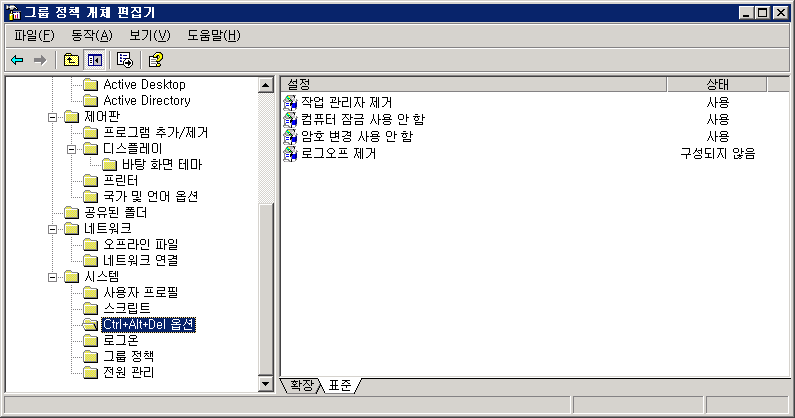 그룹 정책 개체 편집기
파일(F) 동작(A) 보기(V) 도움말(H)
Active Desktop
Active Directory
제어판
프로그램 추가/제거
디스플레이
바탕 화면 테마
프린터
국가 및 언어 옵션
공유된 폴더
네트워크
오프라인 파일
네트워크 연결
시스템
사용자 프로필
스크립트
Ctrl+Alt+Del 옵션
로그온
그룹 정책
전원 관리
설정 상태
작업 관리자 제거 사용
컴퓨터 잠금 사용 안 함 사용
암호 변경 사용 안 함 사용
로그오프 제거 구성되지 않음
확장 표준